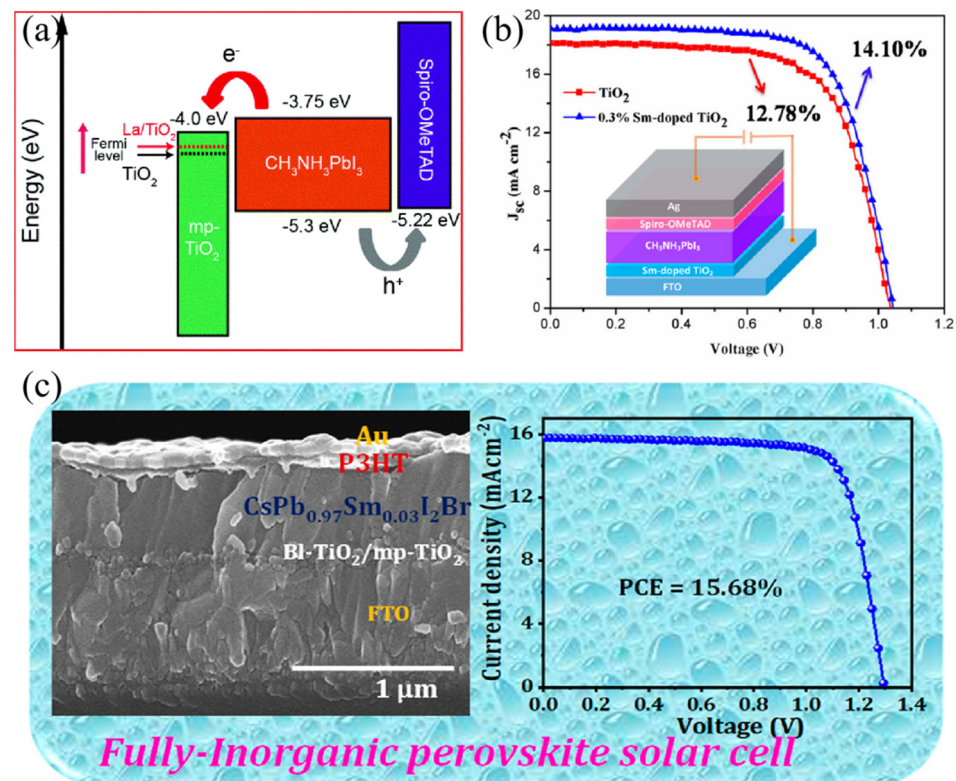 (a)
Energy (eV)
e⁻
-4.0 eV
-3.75 eV
La/TiO₂
Fermi
level
TiO₂
mp-
TiO₂
CH₃NH₃PbI₃
Spiro-OMeTAD
-5.3 eV
-5.22 eV
h⁺
(b)
J_sc (mA cm⁻²)
20
16
12
8
4
0
14.10%
12.78%
TiO₂
0.3% Sm-doped TiO₂
Ag
Spiro-OMeTAD
CH₃NH₃PbI₃
Sm-doped TiO₂
FTO
0.0 0.2 0.4 0.6 0.8 1.0 1.2
Voltage (V)
(c)
Au
P3HT
CsPb₀.₉₇Sm₀.₀₃I₂Br
Bl-TiO₂/mp-TiO₂
FTO
1 μm
Current density (mAcm⁻²)
16
12
8
4
0
PCE = 15.68%
0.0 0.2 0.4 0.6 0.8 1.0 1.2 1.4
Voltage (V)
Fully-Inorganic perovskite solar cell